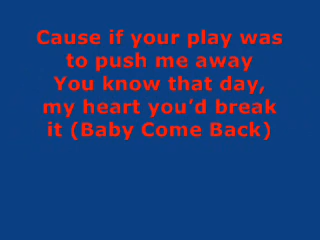 Cause if your play was
to push me away
You know that day,
my heart you’d break
it (Baby Come Back)